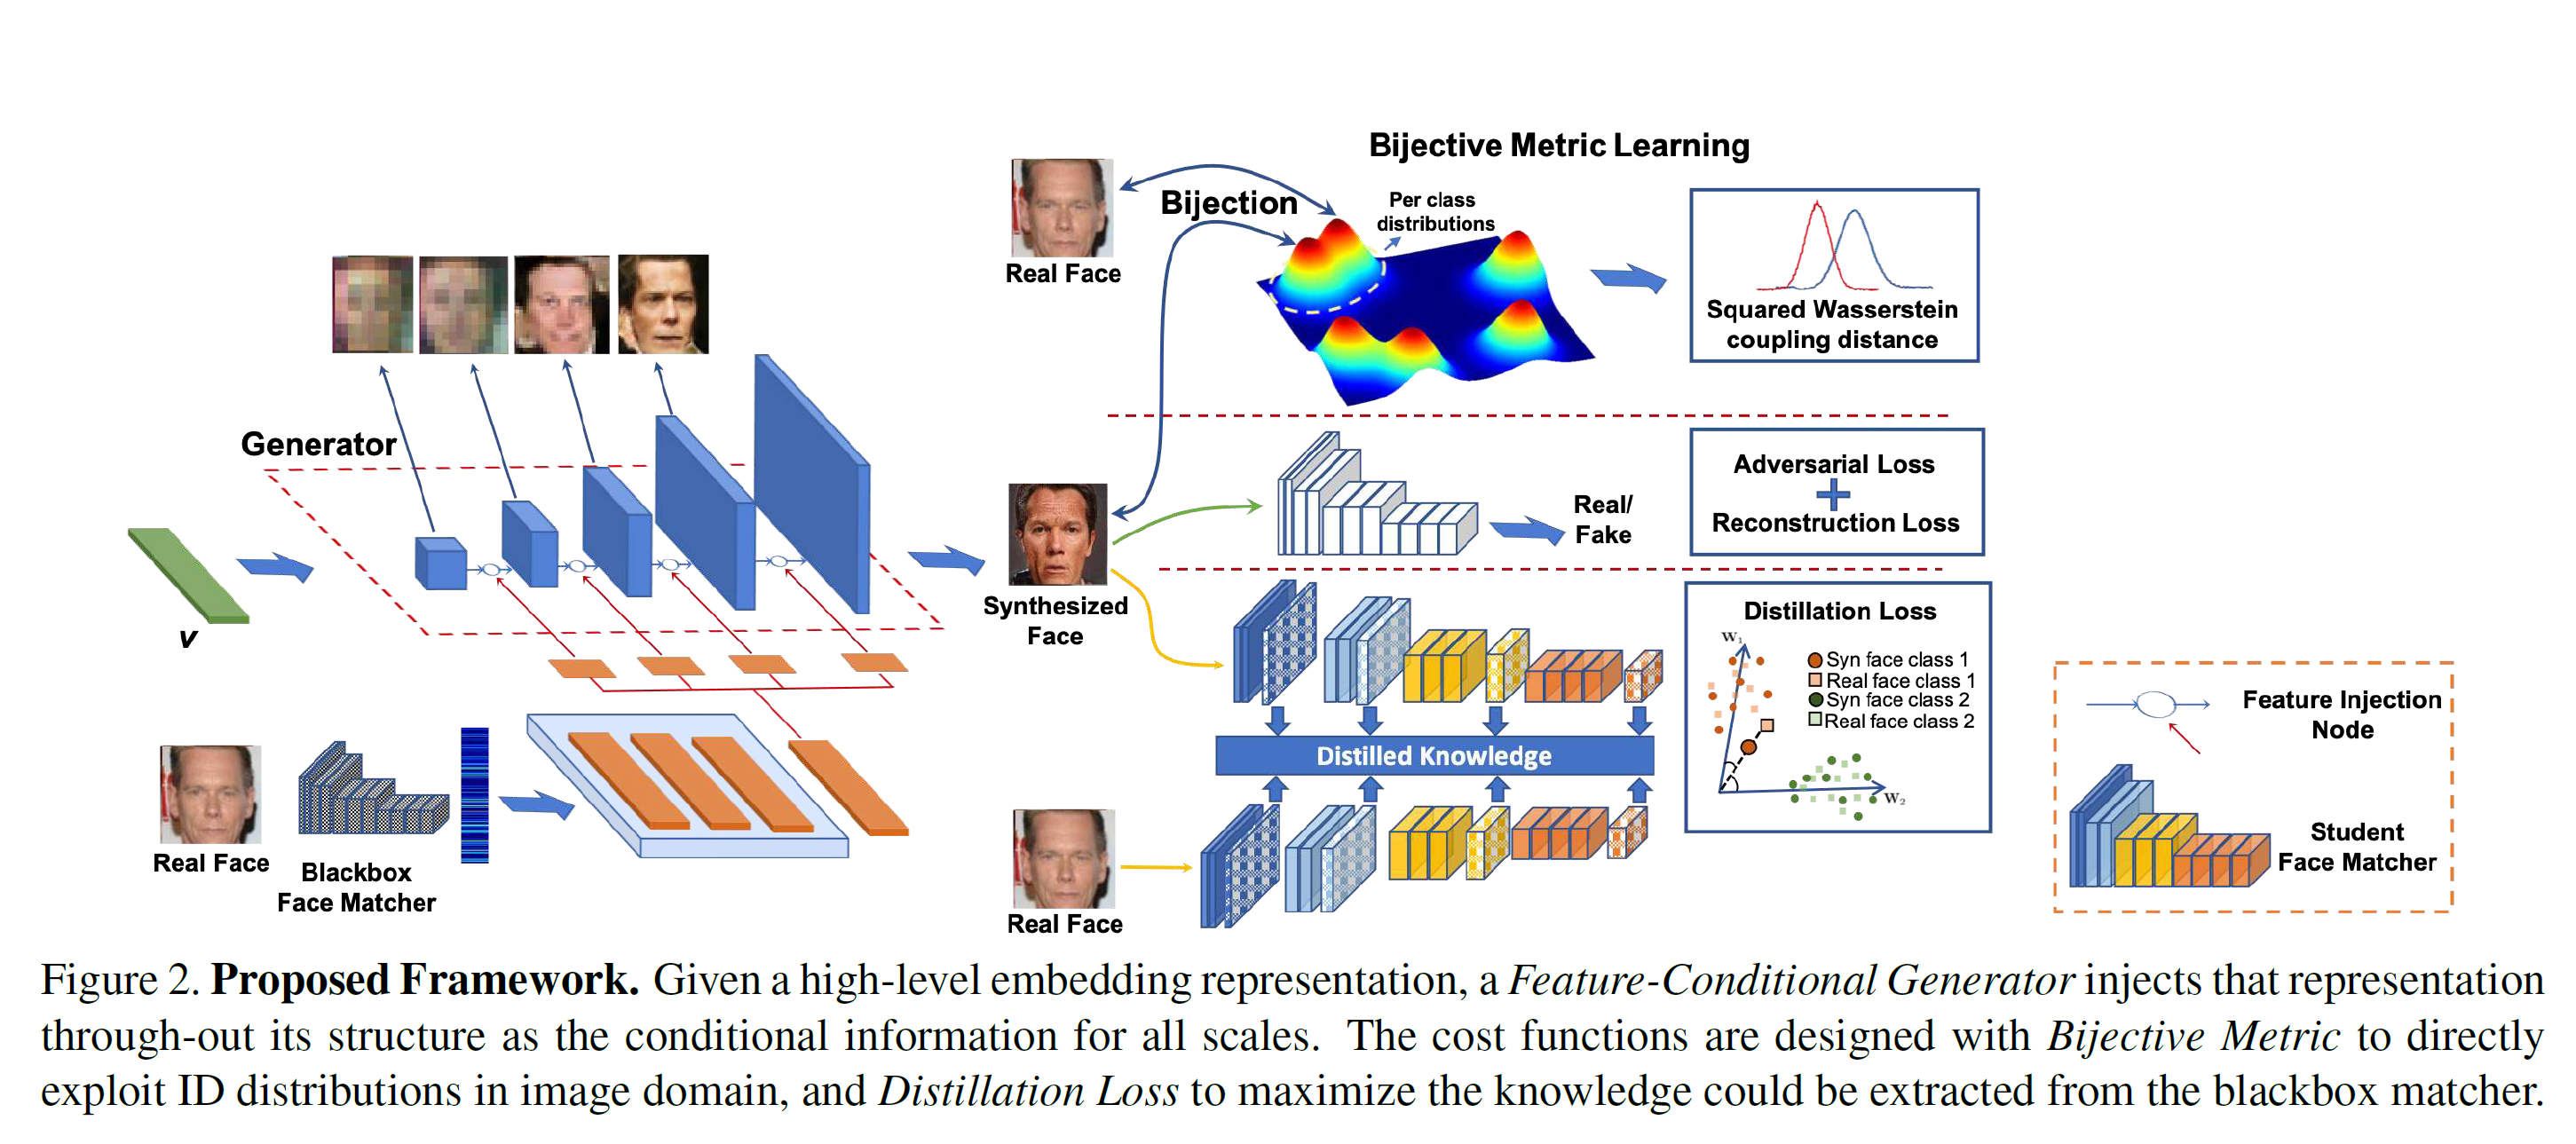 Bijective Metric Learning
Bijection
Per class
distributions
Real Face
Squared Wasserstein
coupling distance
Generator
v
Synthesized
Face
Real/
Fake
Adversarial Loss
Reconstruction Loss
Distillation Loss
W1
Syn face class 1
Real face class 1
Syn face class 2
Real face class 2
W2
Distilled Knowledge
Real Face
Blackbox
Face Matcher
Real Face
Feature Injection
Node
Student
Face Matcher
Figure 2. Proposed Framework. Given a high-level embedding representation, a Feature-Conditional Generator injects that representation
through-out its structure as the conditional information for all scales. The cost functions are designed with Bijective Metric to directly
exploit ID distributions in image domain, and Distillation Loss to maximize the knowledge could be extracted from the blackbox matcher.